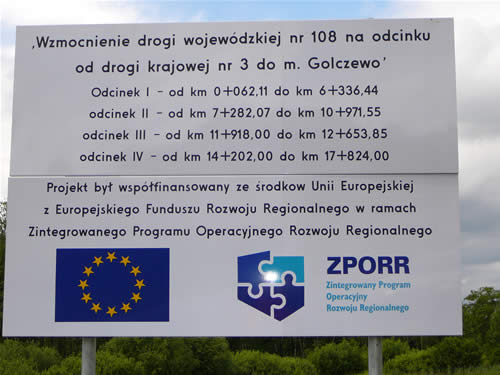 ‚Wzmocnienie drogi wojewódzkiej nr 108 na odcinku
od drogi krajowej nr 3 do m. Golczewo’
Odcinek I - od km 0+062,11 do km 6+336,44
odcinek II - od km 7+282,07 do km 10+971,55
odcinek III - od km 11+918,00 do km 12+653,85
odcinek IV - od km 14+202,00 do km 17+824,00
Projekt był współfinansowany ze środkow Unii Europejskiej
z Europejskiego Funduszu Rozwoju Regionalnego w ramach
Zintegrowanego Programu Operacyjnego Rozwoju Regionalnego
ZPORR
Zintegrowany Program
Operacyjny
Rozwoju Regionalnego